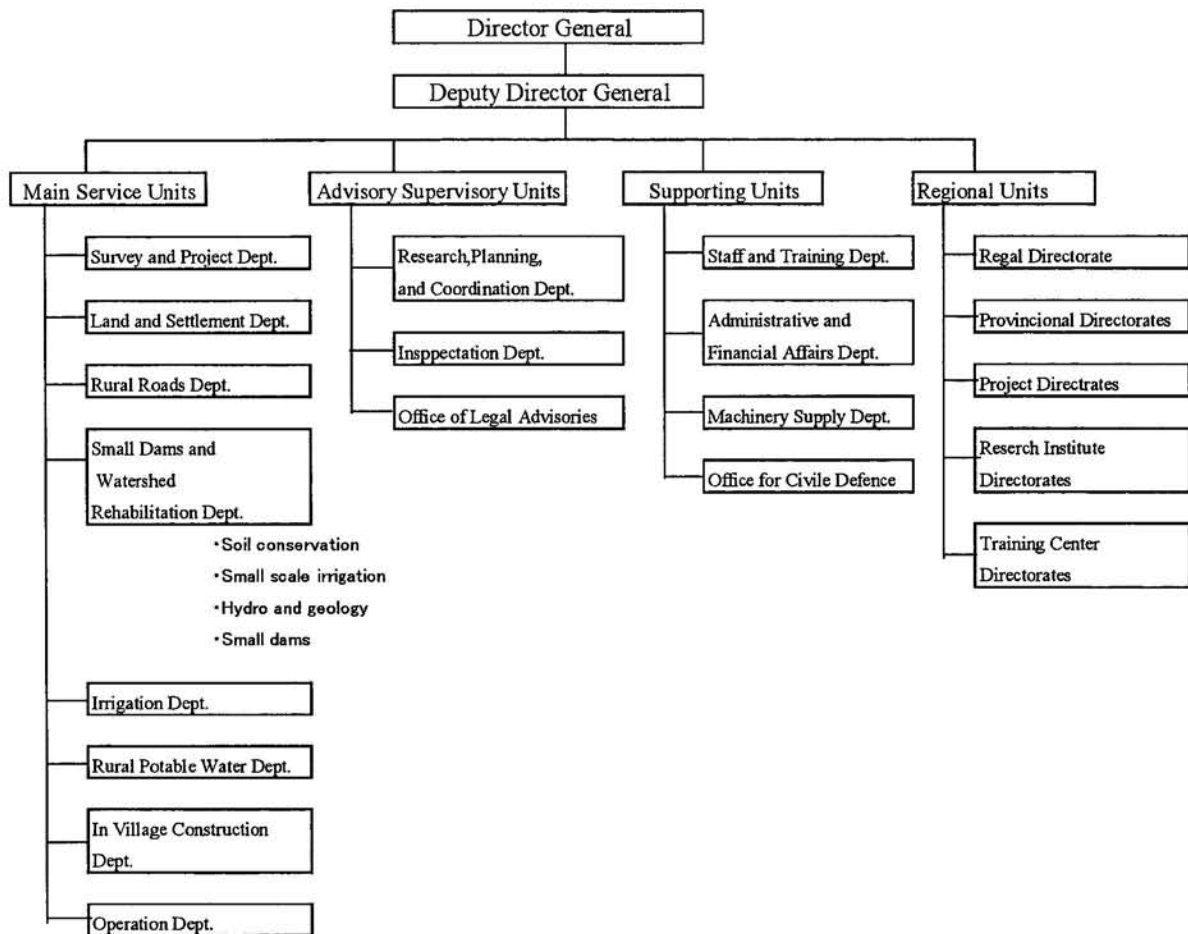 Director General
Deputy Director General
Main Service Units
Survey and Project Dept.
Land and Settlement Dept.
Rural Roads Dept.
Small Dams and
Watershed
Rehabilitation Dept.
・Soil conservation
・Small scale irrigation
・Hydro and geology
・Small dams
Irrigation Dept.
Rural Potable Water Dept.
In Village Construction
Dept.
Operation Dept.
Advisory Supervisory Units
Research,Planning,
and Coordination Dept.
Insppectation Dept.
Office of Legal Advisories
Supporting Units
Staff and Training Dept.
Administrative and
Financial Affairs Dept.
Machinery Supply Dept.
Office for Civile Defence
Regional Units
Regal Directorate
Provincional Directorates
Project Directrates
Reserch Institute
Directorates
Training Center
Directorates